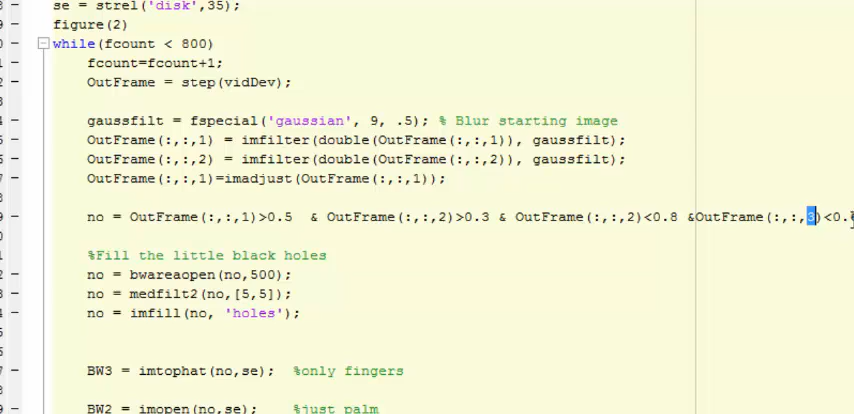 se = strel('disk',35);
figure(2)
while(fcount < 800)
fcount=fcount+1;
OutFrame = step(vidDev);
gaussfilt = fspecial('gaussian', 9, .5); % Blur starting image
OutFrame(:,:,1) = imfilter(double(OutFrame(:,:,1)), gaussfilt);
OutFrame(:,:,2) = imfilter(double(OutFrame(:,:,2)), gaussfilt);
OutFrame(:,:,1)=imadjust(OutFrame(:,:,1));
no = OutFrame(:,:,1)>0.5 & OutFrame(:,:,2)>0.3 & OutFrame(:,:,2)<0.8 &OutFrame(:,:,3)<0.
%Fill the little black holes
no = bwareaopen(no,500);
no = medfilt2(no,[5,5]);
no = imfill(no, 'holes');
BW3 = imtophat(no,se); %only fingers
BW2 = imopen(no,se); %just palm